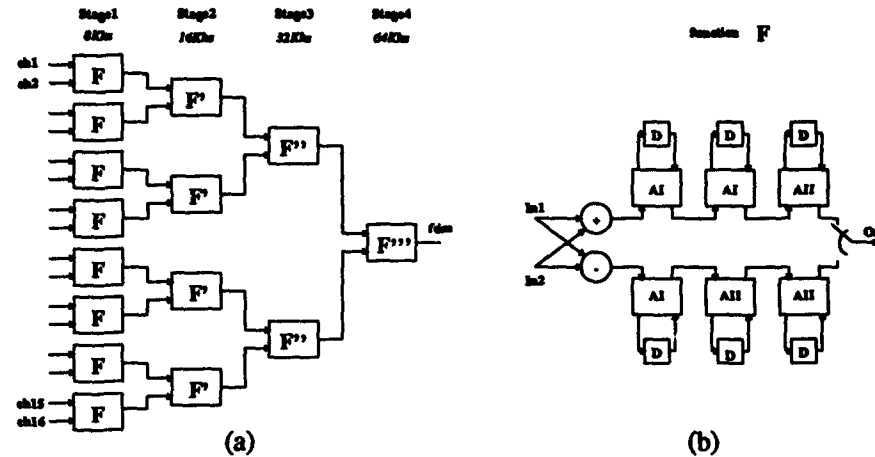 Stage1 Stage2 Stage3 Stage4
8Khz 16Khz 32Khz 64Khz
function F
ch1
ch2
F
F
F
F
F
F
F
F
F'
F'
F'
F'
F''
F''
F'''
fdm
ch15
ch16
(a)
D D D
AI AI AII
In1
+
-
In2
AI AII AII
D D D
(b)